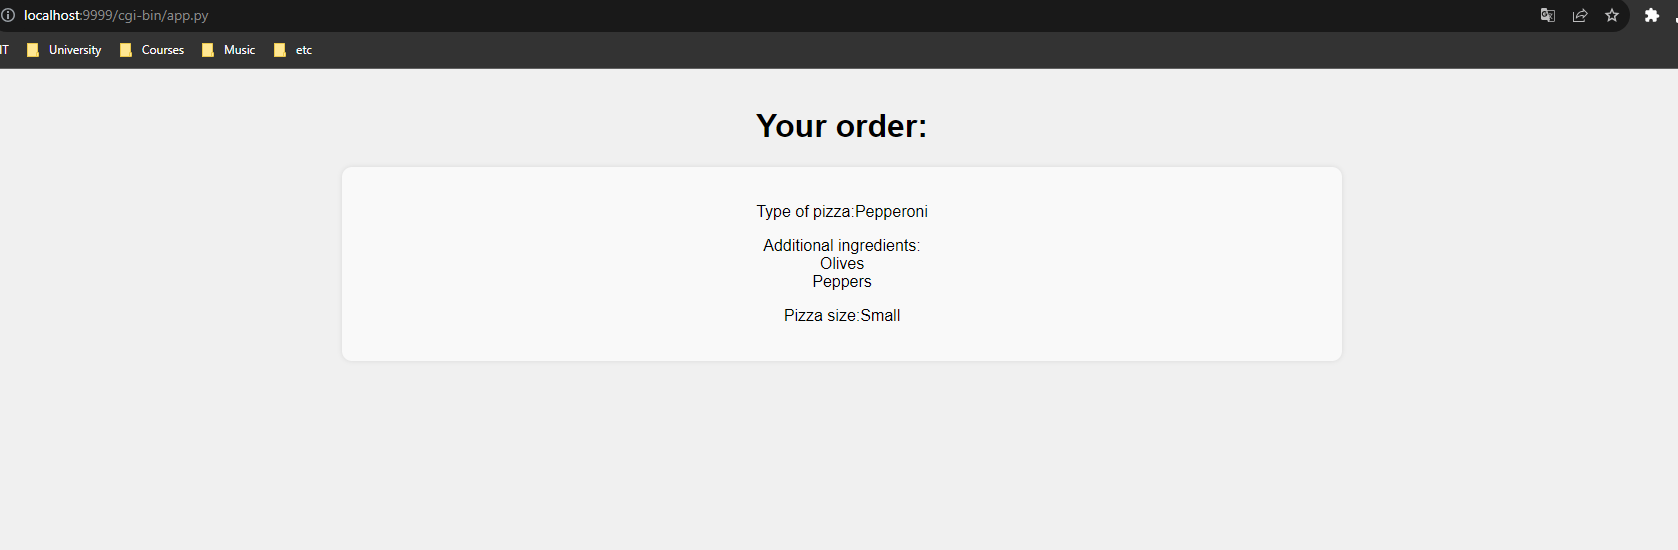 localhost:9999/cgi-bin/app.py
IT
University
Courses
Music
etc
Your order:
Type of pizza:Pepperoni
Additional ingredients:
Olives
Peppers
Pizza size:Small